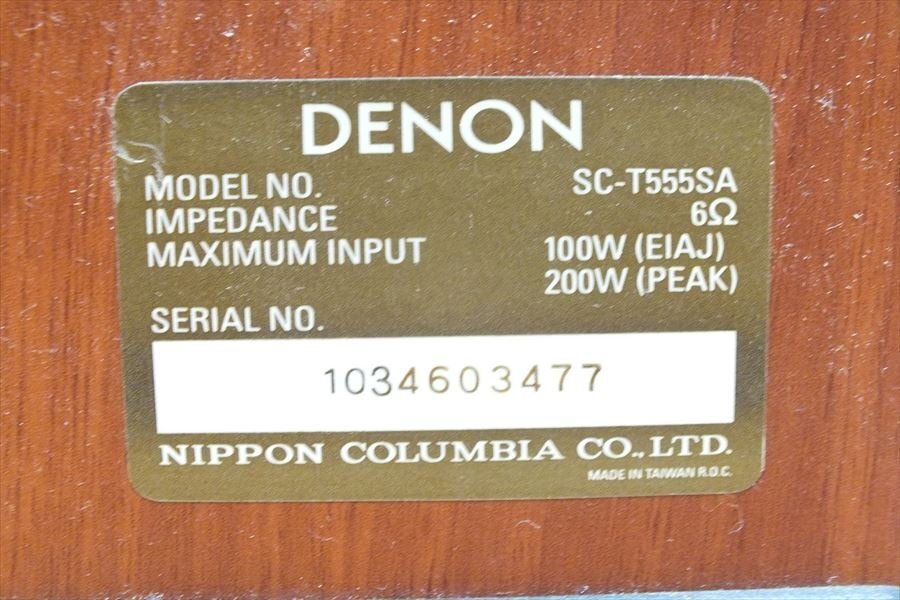 DENON
MODEL NO. SC-T555SA
IMPEDANCE 6Ω
MAXIMUM INPUT 100W (EIAJ)
200W (PEAK)
SERIAL NO.
1034603477
NIPPON COLUMBIA CO., LTD.
MADE IN TAIWAN R.O.C.